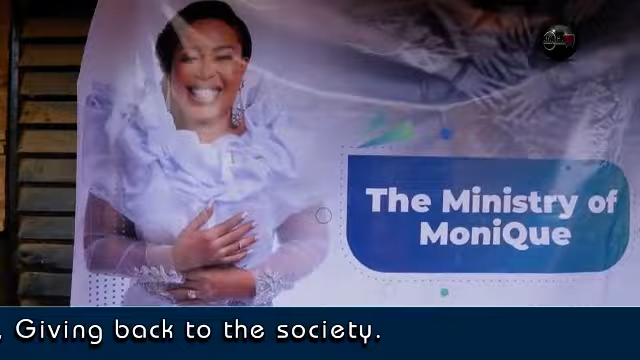 The Ministry of
MoniQue
, Giving back to the society.